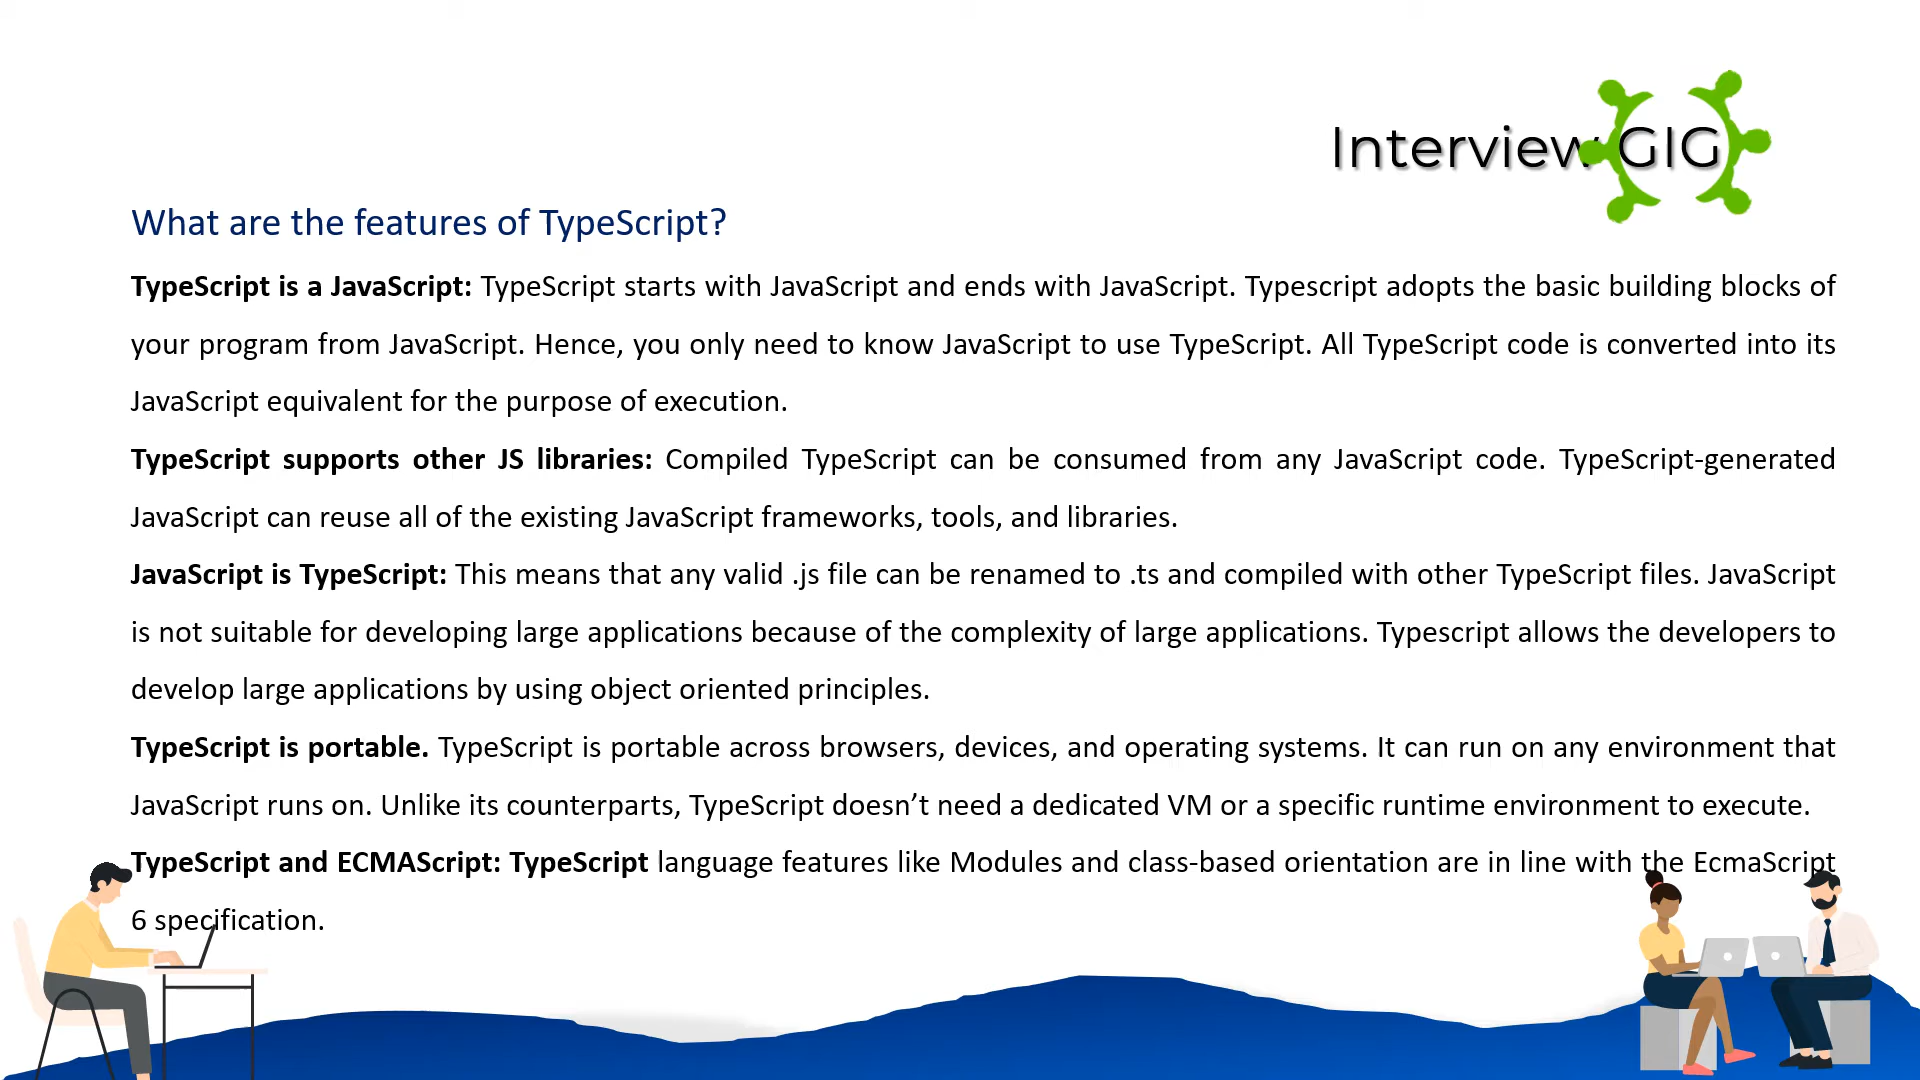 Interview GIG
What are the features of TypeScript?
TypeScript is a JavaScript: TypeScript starts with JavaScript and ends with JavaScript. Typescript adopts the basic building blocks of
your program from JavaScript. Hence, you only need to know JavaScript to use TypeScript. All TypeScript code is converted into its
JavaScript equivalent for the purpose of execution.
TypeScript supports other JS libraries: Compiled TypeScript can be consumed from any JavaScript code. TypeScript-generated
JavaScript can reuse all of the existing JavaScript frameworks, tools, and libraries.
JavaScript is TypeScript: This means that any valid .js file can be renamed to .ts and compiled with other TypeScript files. JavaScript
is not suitable for developing large applications because of the complexity of large applications. Typescript allows the developers to
develop large applications by using object oriented principles.
TypeScript is portable. TypeScript is portable across browsers, devices, and operating systems. It can run on any environment that
JavaScript runs on. Unlike its counterparts, TypeScript doesn’t need a dedicated VM or a specific runtime environment to execute.
TypeScript and ECMAScript: TypeScript language features like Modules and class-based orientation are in line with the EcmaScript
6 specification.